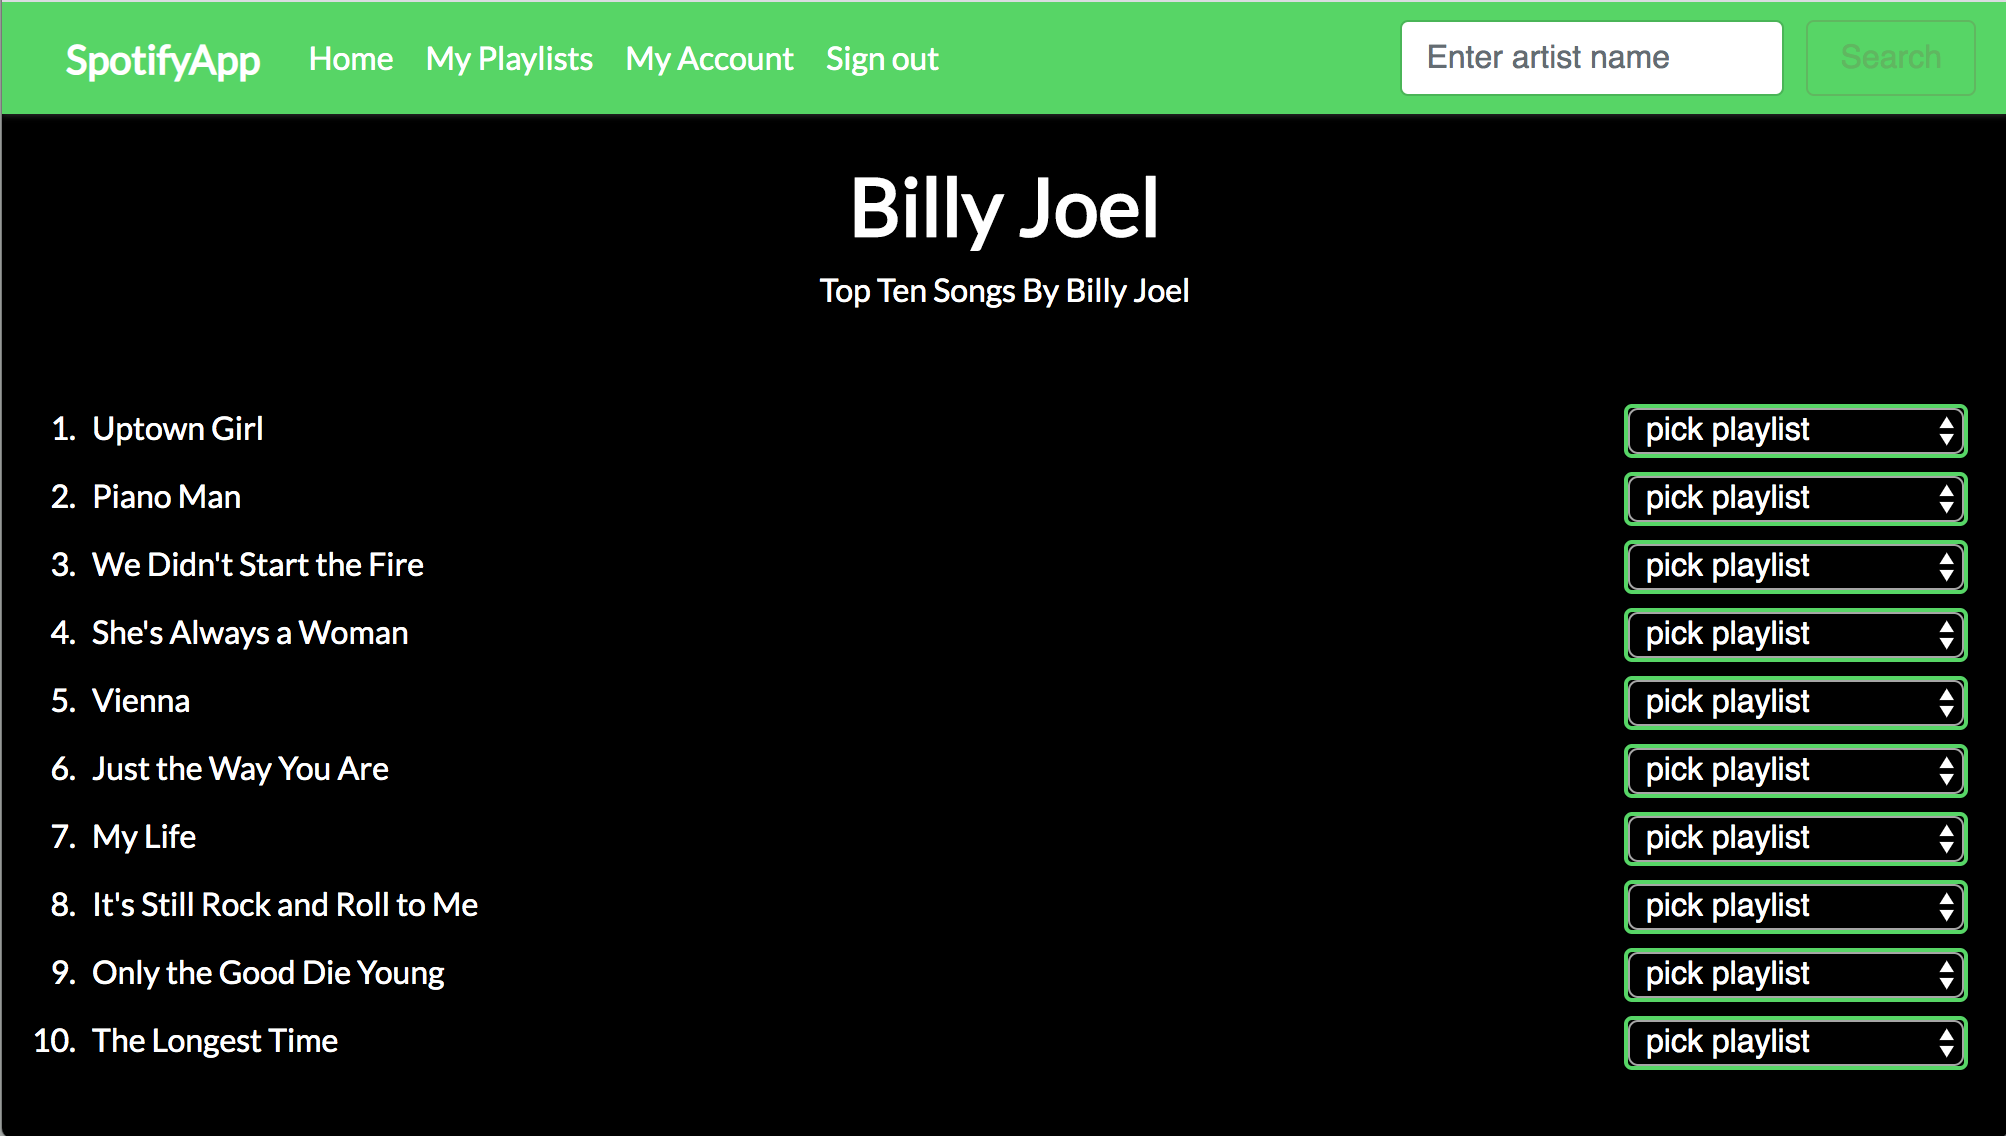 SpotifyApp Home My Playlists My Account Sign out Enter artist name Search
Billy Joel
Top Ten Songs By Billy Joel
1. Uptown Girl pick playlist
2. Piano Man pick playlist
3. We Didn't Start the Fire pick playlist
4. She's Always a Woman pick playlist
5. Vienna pick playlist
6. Just the Way You Are pick playlist
7. My Life pick playlist
8. It's Still Rock and Roll to Me pick playlist
9. Only the Good Die Young pick playlist
10. The Longest Time pick playlist